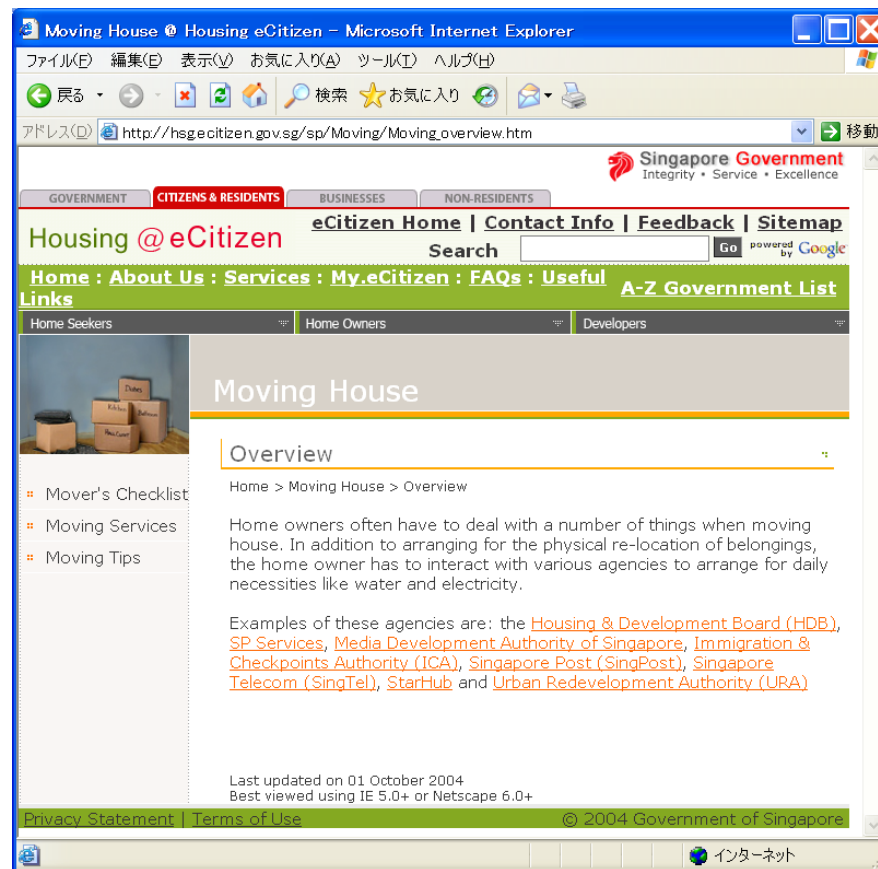 Moving House @ Housing eCitizen - Microsoft Internet Explorer
ファイル(F) 編集(E) 表示(V) お気に入り(A) ツール(T) ヘルプ(H)
戻る 検索 お気に入り
アドレス(D) http://hsg.ecitizen.gov.sg/sp/Moving/Moving_overview.htm 移動
Singapore Government
Integrity • Service • Excellence
GOVERNMENT CITIZENS & RESIDENTS BUSINESSES NON-RESIDENTS
Housing @ eCitizen
eCitizen Home | Contact Info | Feedback | Sitemap
Search Go powered by Google
Home : About Us : Services : My.eCitizen : FAQs : Useful
Links
A-Z Government List
Home Seekers Home Owners Developers
Dishes
Kitchen
Moving House
Overview
Home > Moving House > Overview
Mover's Checklist
Moving Services
Moving Tips
Home owners often have to deal with a number of things when moving
house. In addition to arranging for the physical re-location of belongings,
the home owner has to interact with various agencies to arrange for daily
necessities like water and electricity.
Examples of these agencies are: the Housing & Development Board (HDB),
SP Services, Media Development Authority of Singapore, Immigration &
Checkpoints Authority (ICA), Singapore Post (SingPost), Singapore
Telecom (SingTel), StarHub and Urban Redevelopment Authority (URA)
Last updated on 01 October 2004
Best viewed using IE 5.0+ or Netscape 6.0+
Privacy Statement | Terms of Use © 2004 Government of Singapore
インターネット